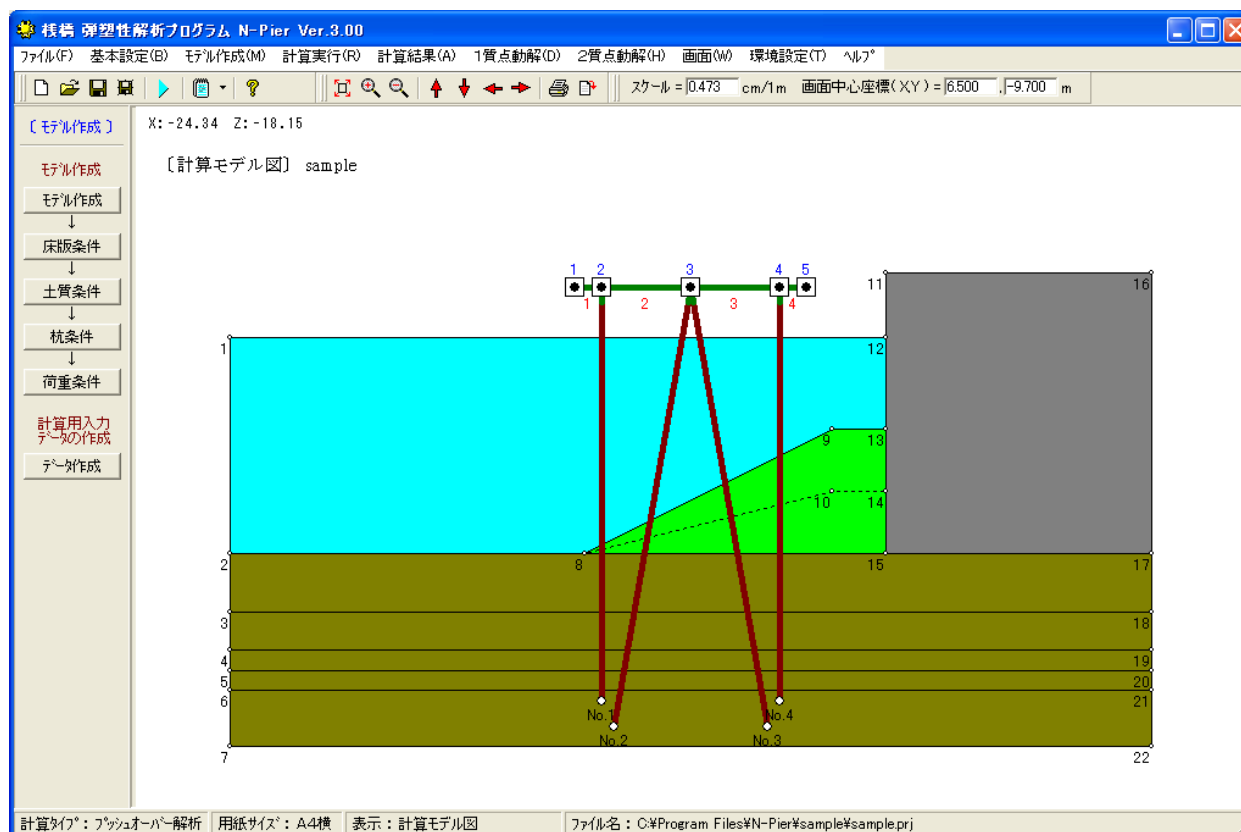 桟橋 弾塑性解析プログラム N-Pier Ver.3.00
ファイル(F) 基本設定(B) モデル作成(M) 計算実行(R) 計算結果(A) 1質点動解(D) 2質点動解(H) 画面(W) 環境設定(T) ヘルプ
スケール = 0.473 cm/1m 画面中心座標(X,Y) = 6.500 , -9.700 m
〔モデル作成〕
X:-24.34 Z:-18.15
〔計算モデル図〕 sample
モデル作成
モデル作成
↓
床版条件
↓
土質条件
↓
杭条件
↓
荷重条件
計算用入力
データの作成
データ作成
1 2 3 4 5
1 2 3 4
11 16
1 12
9 13
10 14
2 8 15 17
3 18
4 19
5 20
6 21
No.1 No.4
No.2 No.3
7 22
計算タイプ : プッシュオーバー解析 用紙サイズ : A4横 表示 : 計算モデル図 ファイル名 : C:¥Program Files¥N-Pier¥sample¥sample.prj